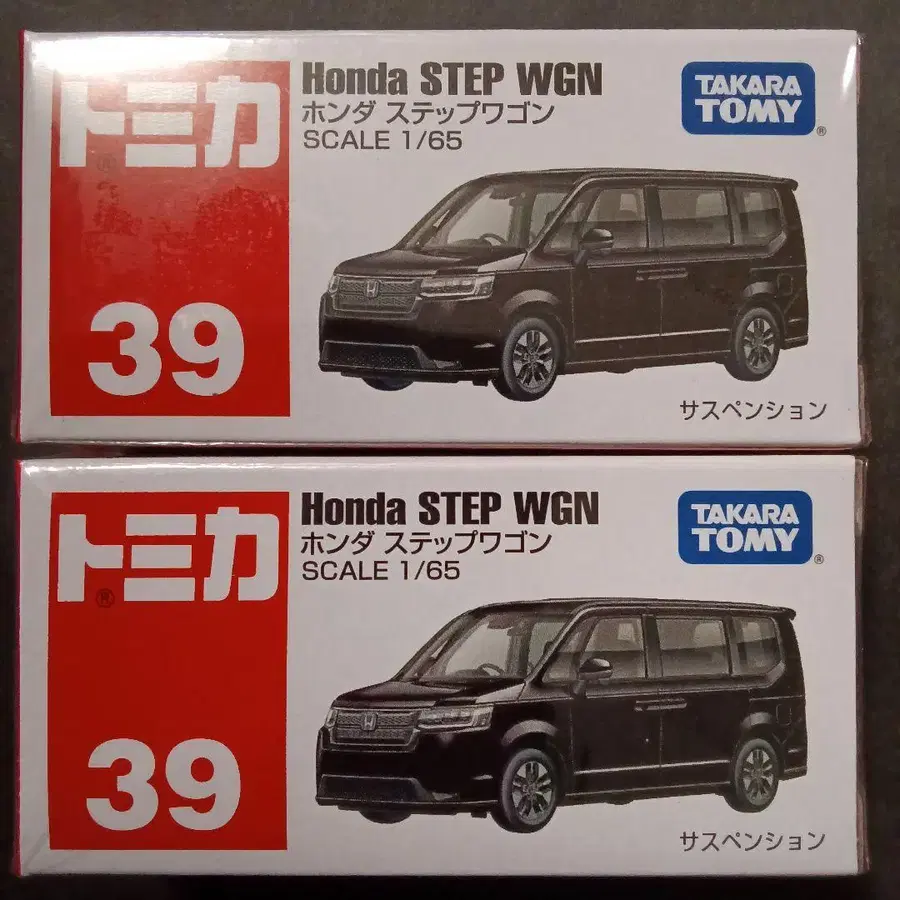 トミカ
®
39
Honda STEP WGN
ホンダ ステップワゴン
SCALE 1/65
TAKARA
TOMY
®
サスペンション
トミカ
®
39
Honda STEP WGN
ホンダ ステップワゴン
SCALE 1/65
TAKARA
TOMY
®
サスペンション